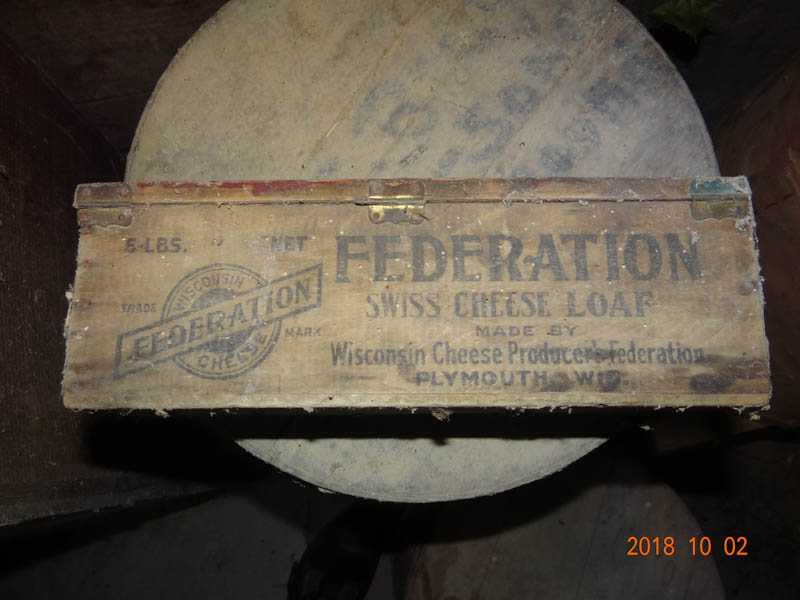 5-LBS. NET
FEDERATION
SWISS CHEESE LOAF
MADE BY
Wisconsin Cheese Producer's Federation
PLYMOUTH, WIS.
WISCONSIN
TRADE
FEDERATION
MARK
CHEESE
2018 10 02